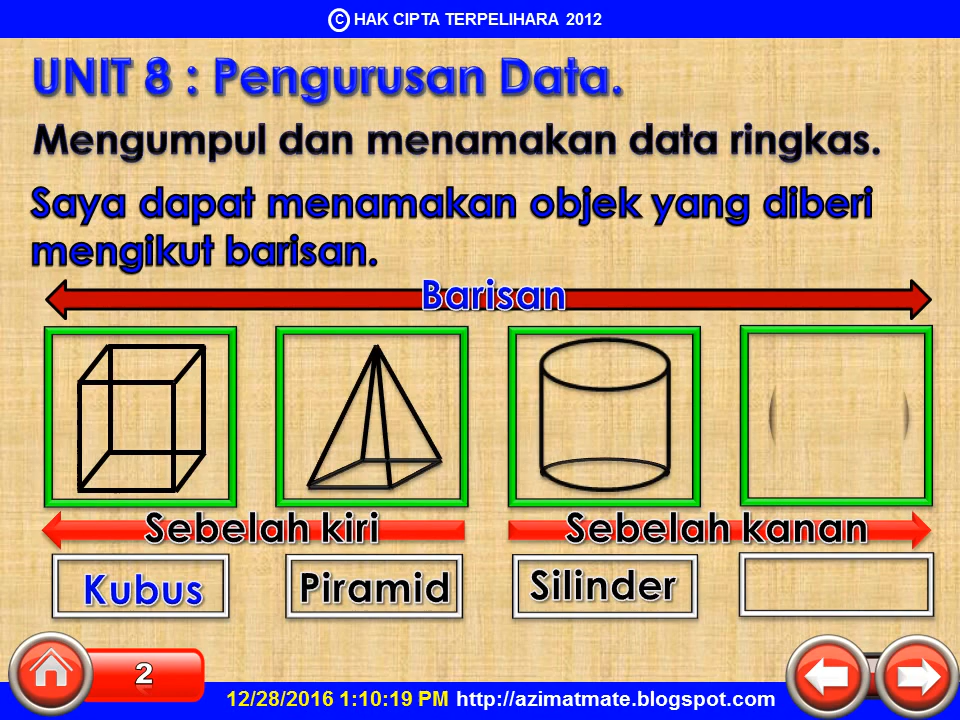 © HAK CIPTA TERPELIHARA 2012
UNIT 8 : Pengurusan Data.
Mengumpul dan menamakan data ringkas.
Saya dapat menamakan objek yang diberi
mengikut barisan.
Barisan
Sebelah kiri Sebelah kanan
Kubus Piramid Silinder
2
12/28/2016 1:10:19 PM http://azimatmate.blogspot.com